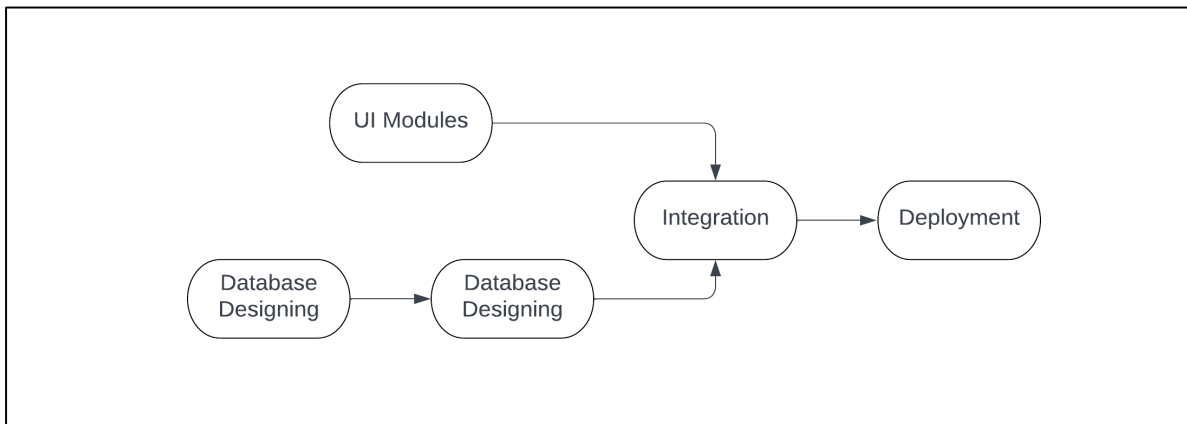 UI Modules
Integration
Deployment
Database
Designing
Database
Designing